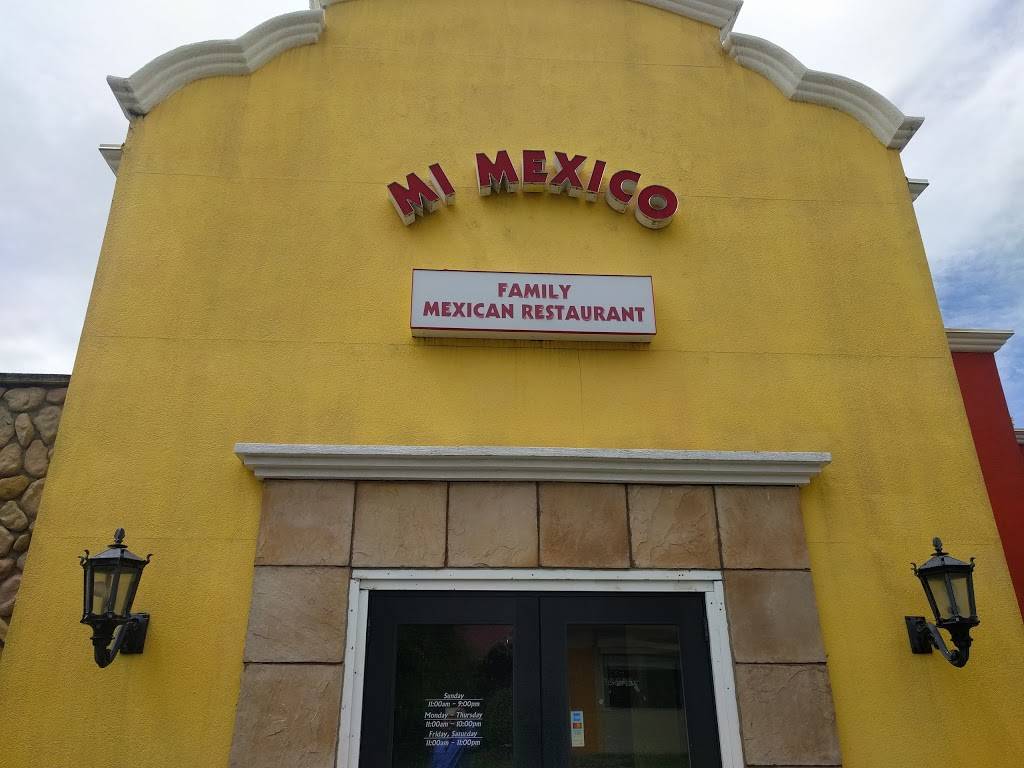 MI MEXICO
FAMILY
MEXICAN RESTAURANT
Sunday
11:00am - 9:00pm
Monday - Thursday
11:00am - 10:00pm
Friday, Saturday
11:00am - 11:00pm